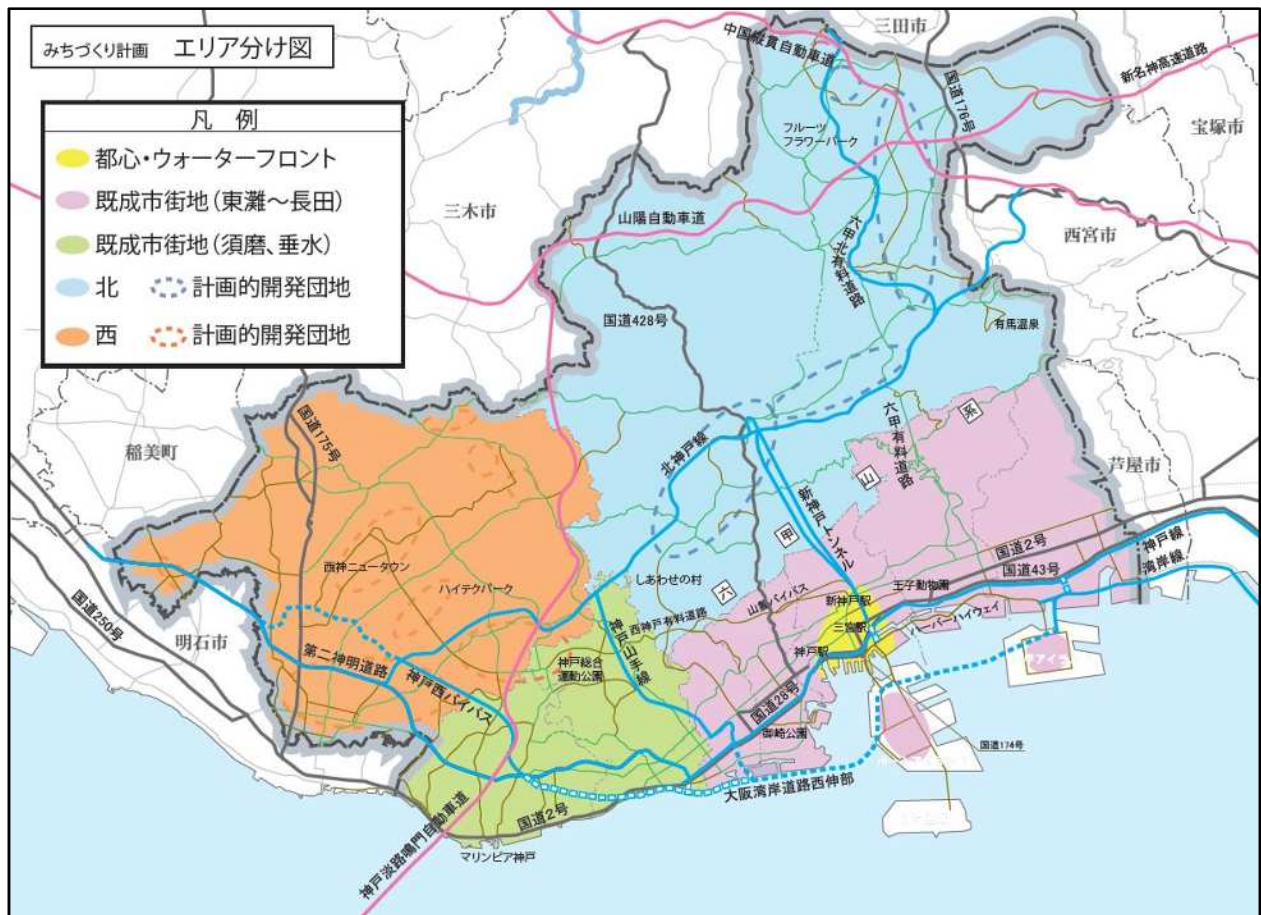 みちづくり計画 エリア分け図
凡 例
都心・ウォーターフロント
既成市街地(東灘~長田)
既成市街地(須磨、垂水)
北 計画的開発団地
西 計画的開発団地
三田市
中国縦貫自動車道
国道176号
新名神高速道路
宝塚市
フルーツ
フラワーパーク
三木市
山陽自動車道
六甲北有料道路
西宮市
国道428号
有馬温泉
稲美町
国道175号
北神戸線
六甲有料道路
六甲山系
芦屋市
新神戸トンネル
国道2号
国道43号
神戸線
湾岸線
西神ニュータウン
ハイテクパーク
しあわせの村
山麓バイパス
王子動物園
新神戸駅
三宮駅
神戸駅
ハーバーハイウェイ
西神戸有料道路
神戸山手線
国道250号
明石市
第二神明道路
神戸西バイパス
神戸総合
運動公園
国道28号
御崎公園
国道174号
大阪湾岸道路西伸部
国道2号
マリンピア神戸
神戸淡路鳴門自動車道